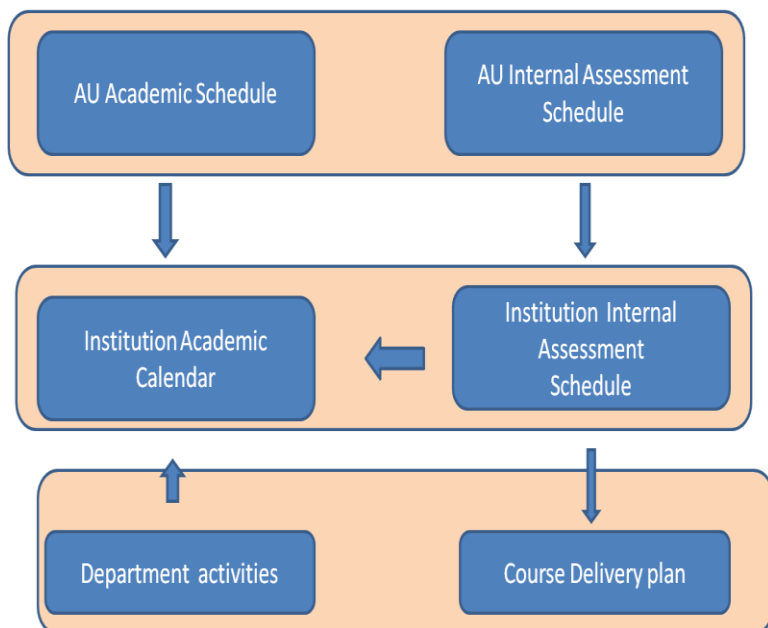 AU Academic Schedule
AU Internal Assessment
Schedule
Institution Academic
Calendar
Institution Internal
Assessment
Schedule
Department activities
Course Delivery plan